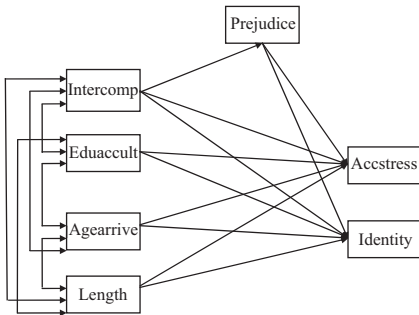 Prejudice
Intercomp
Eduaccult
Accstress
Agearrive
Identity
Length